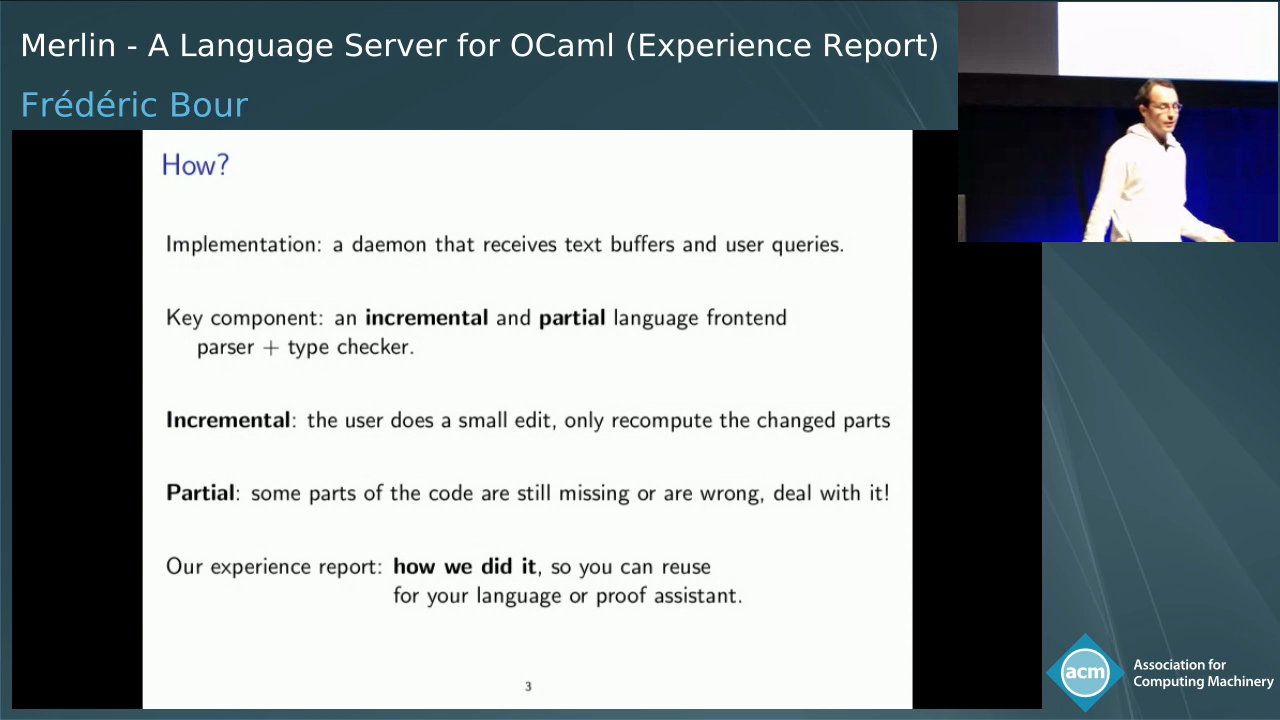 Merlin - A Language Server for OCaml (Experience Report)
Frédéric Bour
How?
Implementation: a daemon that receives text buffers and user queries.
Key component: an incremental and partial language frontend
parser + type checker.
Incremental: the user does a small edit, only recompute the changed parts
Partial: some parts of the code are still missing or are wrong, deal with it!
Our experience report: how we did it, so you can reuse
for your language or proof assistant.
3
acm
Association for
Computing Machinery